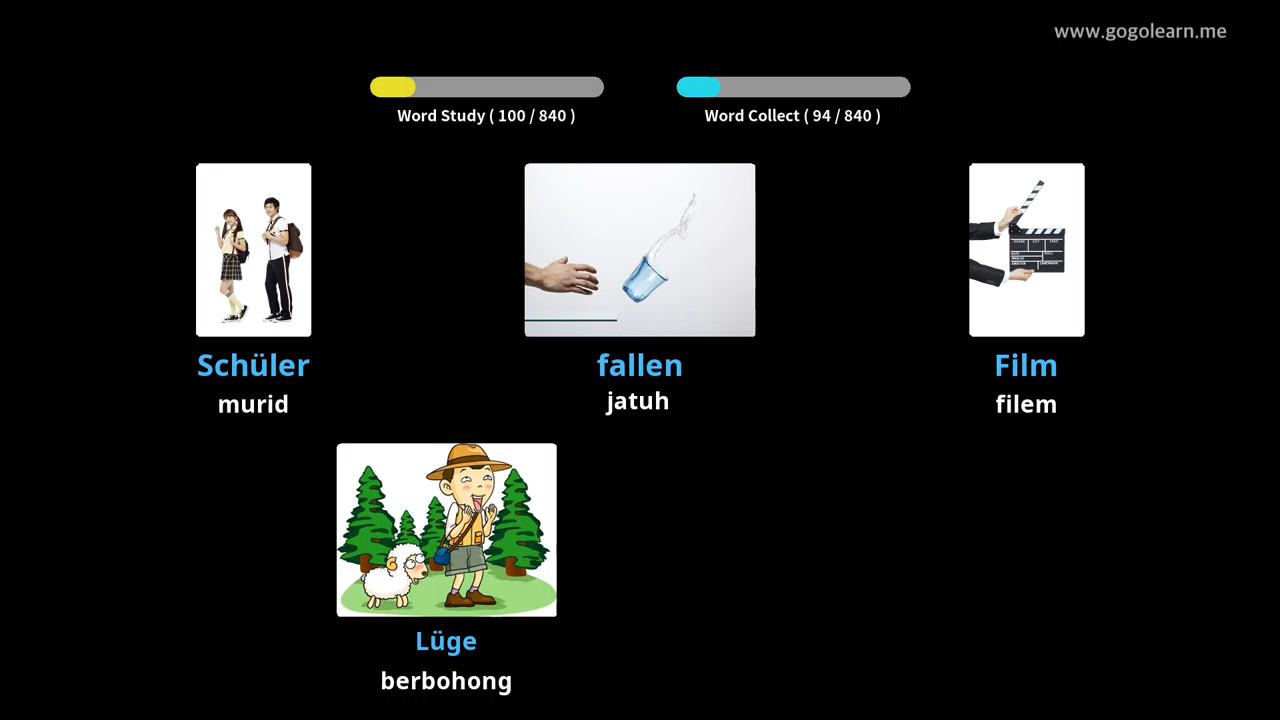 www.gogolearn.me
Word Study ( 100 / 840 )
Word Collect ( 94 / 840 )
Schüler
murid
fallen
jatuh
Film
filem
Lüge
berbohong